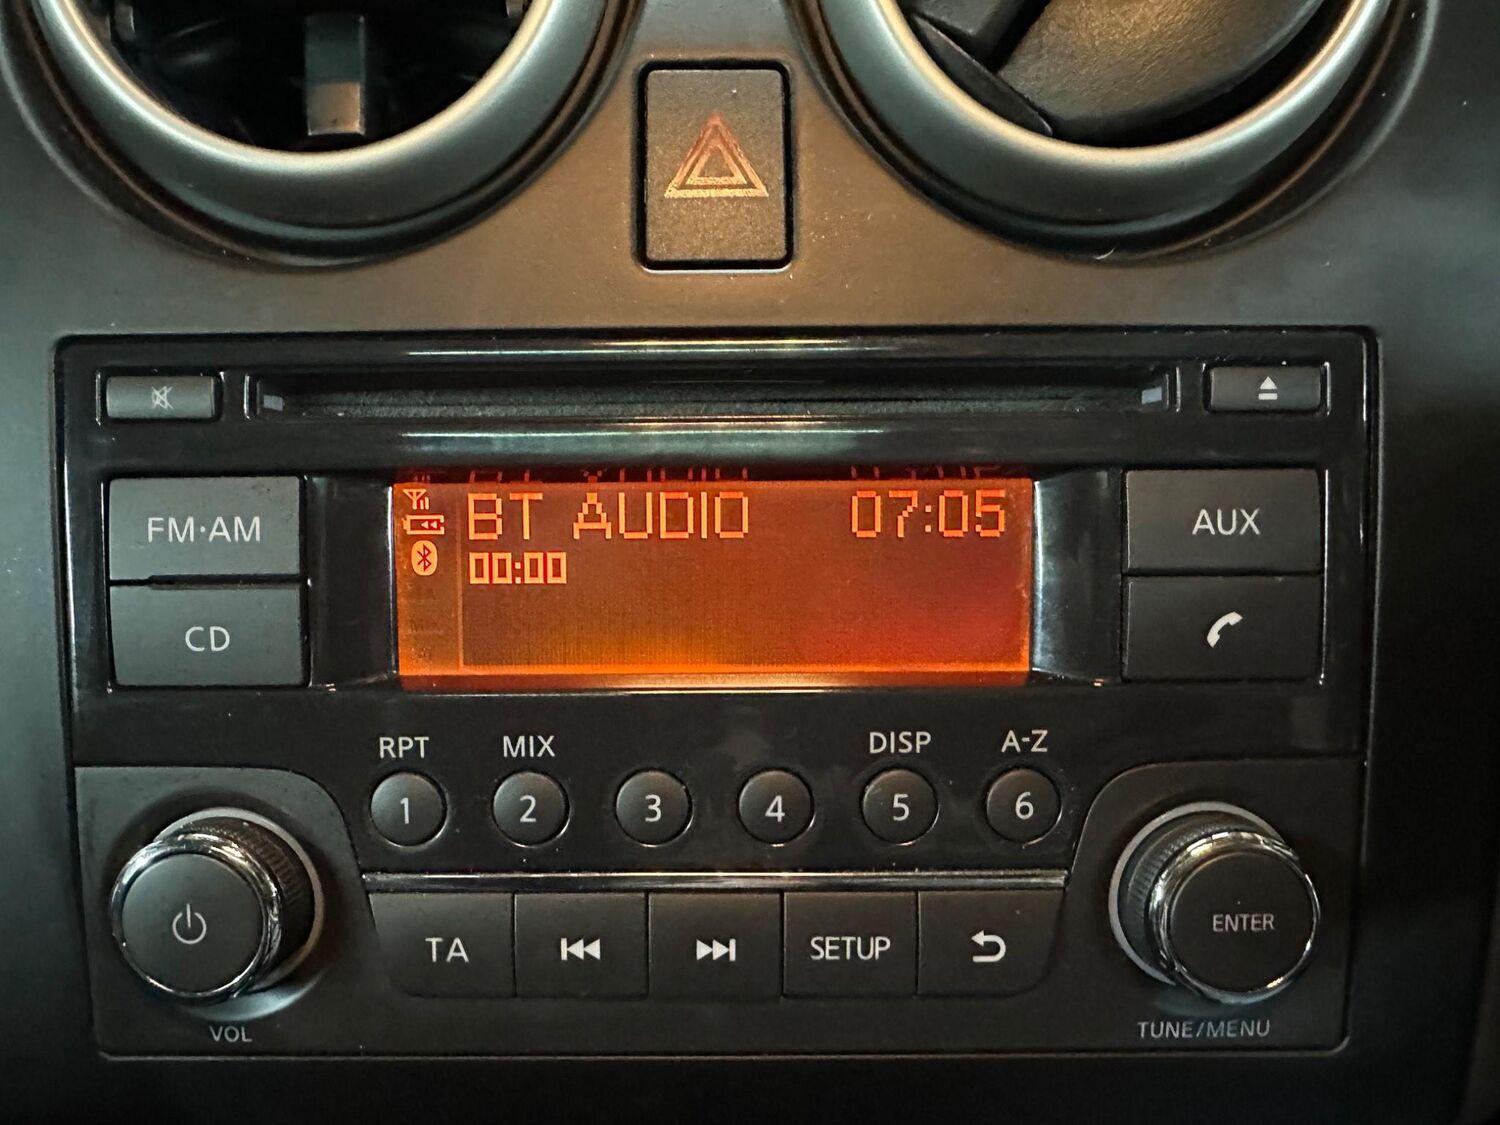 BT AUDIO 07:05
00:00
FM·AM
AUX
CD
RPT MIX DISP A-Z
1 2 3 4 5 6
TA SETUP
ENTER
VOL
TUNE/MENU